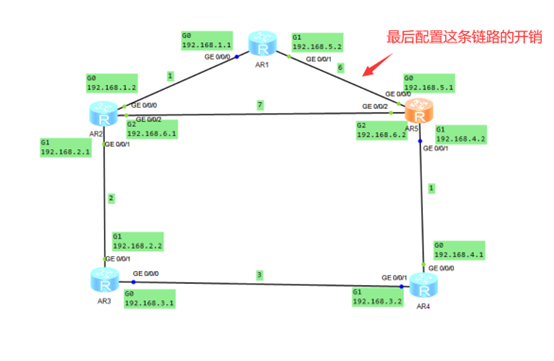 最后配置这条链路的开销
G0
192.168.1.1
GE 0/0/0
AR1
G1
192.168.5.2
GE 0/0/1
1
6
G0
192.168.1.2
GE 0/0/0
AR2
GE 0/0/2
G2
192.168.6.1
7
G0
192.168.5.1
GE 0/0/0
GE 0/0/2
AR5
G2
192.168.6.2
G1
192.168.4.2
GE 0/0/1
G1
192.168.2.1
GE 0/0/1
2
1
G1
192.168.2.2
GE 0/0/1
AR3
GE 0/0/0
G0
192.168.3.1
3
G0
192.168.4.1
GE 0/0/0
GE 0/0/1
G1
192.168.3.2
AR4